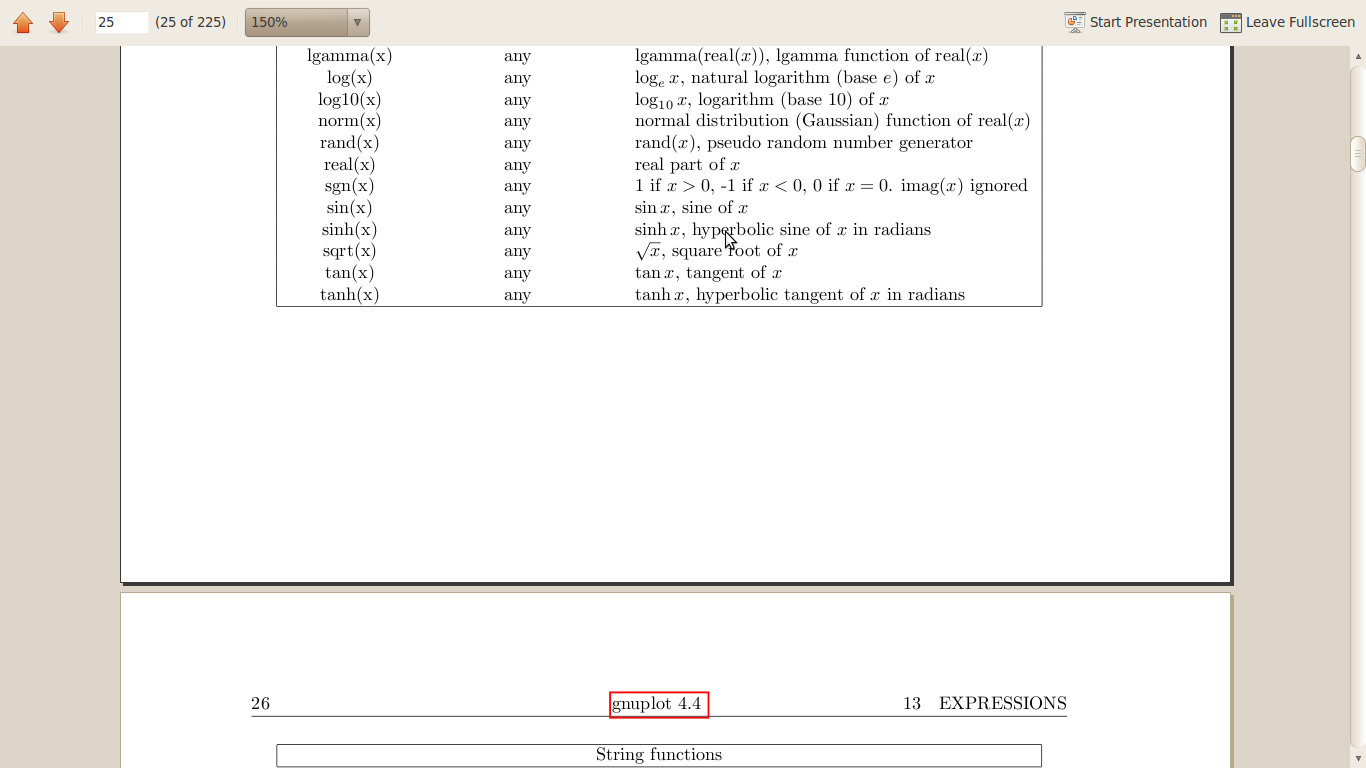 25 (25 of 225) 150% Start Presentation Leave Fullscreen
lgamma(x) any lgamma(real(x)), lgamma function of real(x)
log(x) any logₑ x, natural logarithm (base e) of x
log10(x) any log₁₀ x, logarithm (base 10) of x
norm(x) any normal distribution (Gaussian) function of real(x)
rand(x) any rand(x), pseudo random number generator
real(x) any real part of x
sgn(x) any 1 if x > 0, -1 if x < 0, 0 if x = 0. imag(x) ignored
sin(x) any sin x, sine of x
sinh(x) any sinh x, hyperbolic sine of x in radians
sqrt(x) any √x, square root of x
tan(x) any tan x, tangent of x
tanh(x) any tanh x, hyperbolic tangent of x in radians
26 gnuplot 4.4 13 EXPRESSIONS
String functions